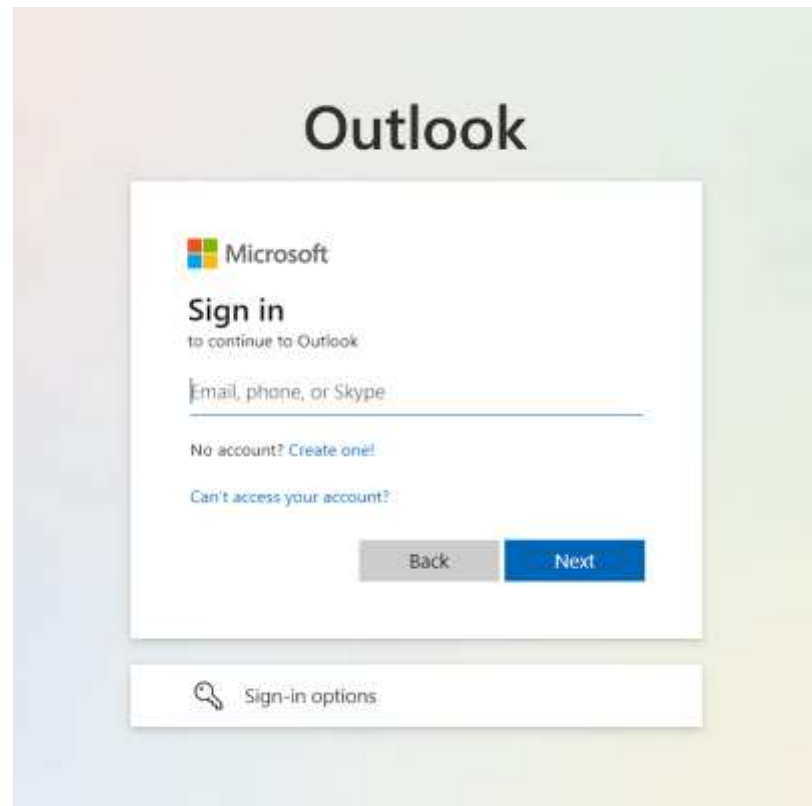 Outlook
Microsoft
Sign in
to continue to Outlook
Email, phone, or Skype
No account? Create one!
Can't access your account?
Back Next
Sign-in options